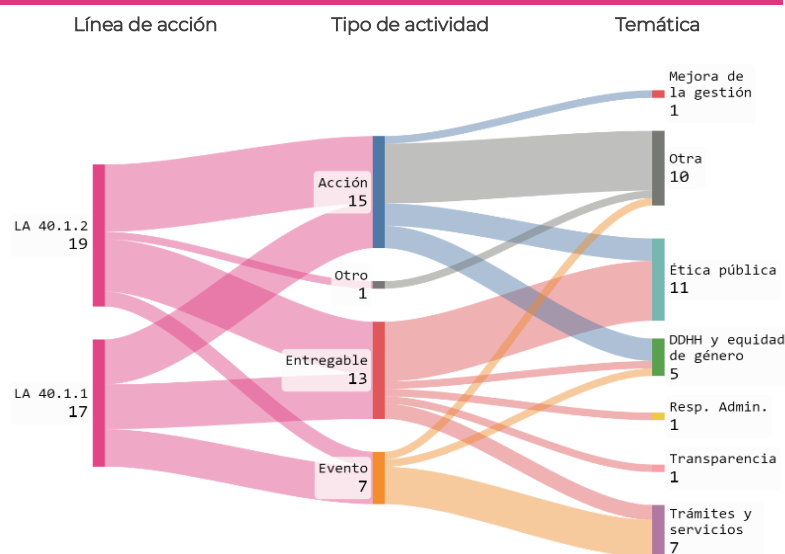 Línea de acción
Tipo de actividad
Temática
LA 40.1.2
19
LA 40.1.1
17
Acción
15
Otro
1
Entregable
13
Evento
7
Mejora de
la gestión
1
Otra
10
Ética pública
11
DDHH y equidad
de género
5
Resp. Admin.
1
Transparencia
1
Trámites y
servicios
7